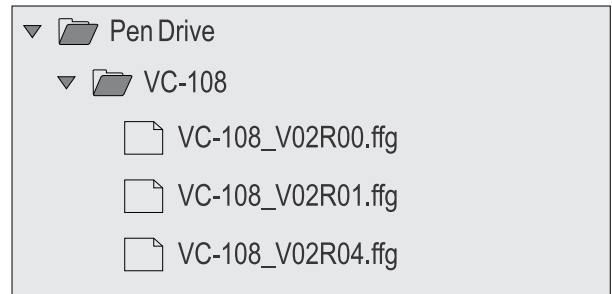 Pen Drive
VC-108
VC-108_V02R00.ffg
VC-108_V02R01.ffg
VC-108_V02R04.ffg